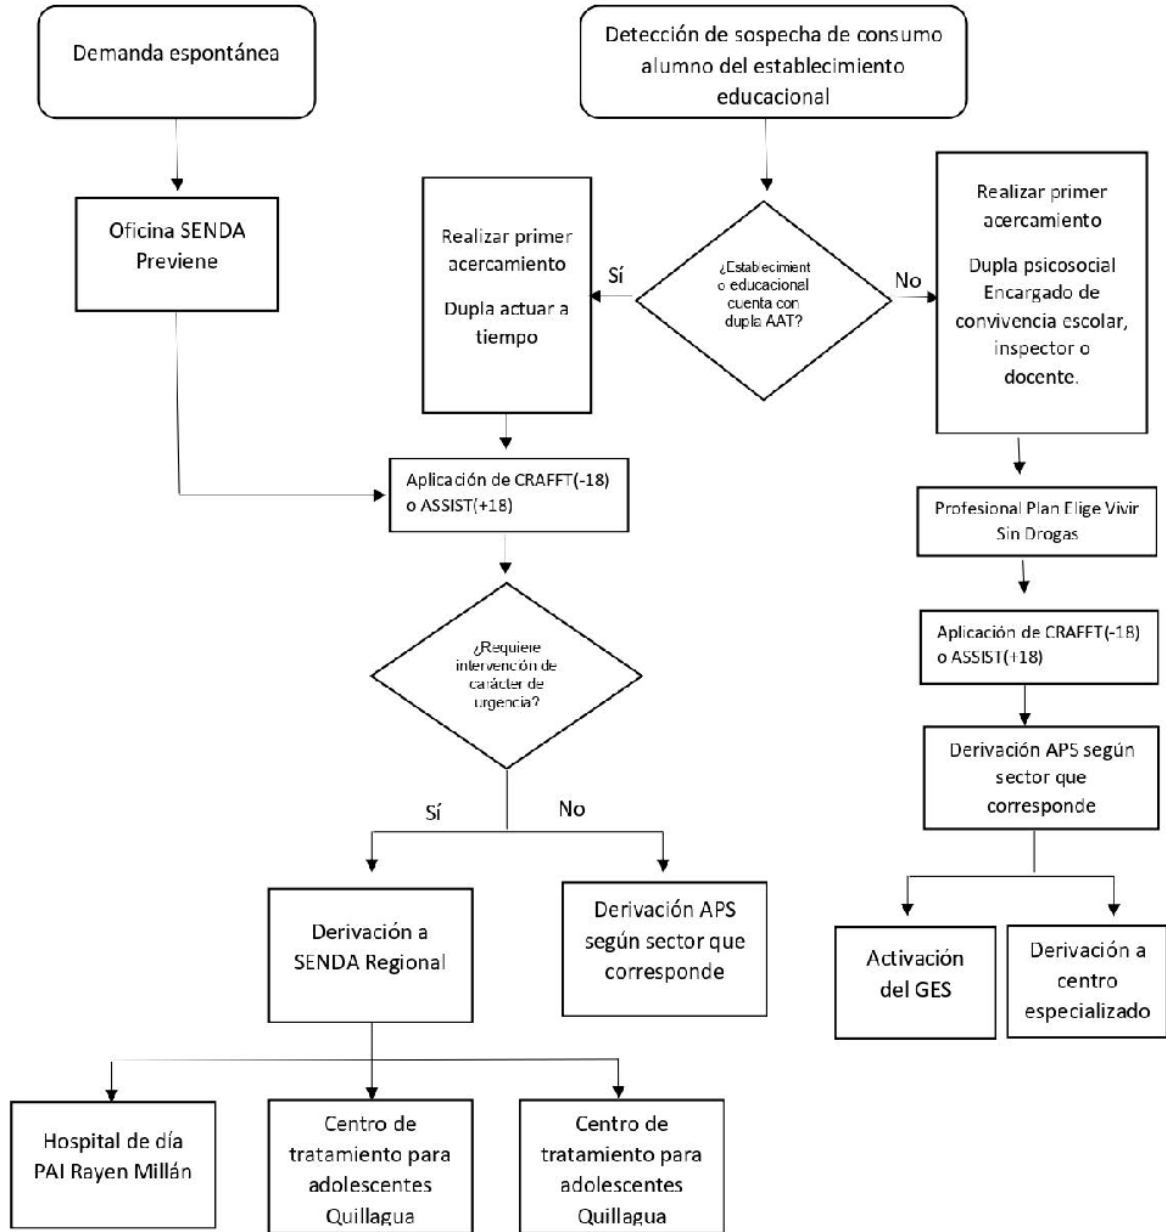 Demanda espontánea
Detección de sospecha de consumo
alumno del establecimiento
educacional
Oficina SENDA
Previene
Realizar primer
acercamiento
Dupla actuar a
tiempo
Sí
¿Establecimient
o educacional
cuenta con
dupla AAT?
No
Realizar primer
acercamiento
Dupla psicosocial
Encargado de
convivencia escolar,
inspector o
docente.
Aplicación de CRAFFT(-18)
o ASSIST(+18)
Profesional Plan Elige Vivir
Sin Drogas
¿Requiere
intervención de
carácter de
urgencia?
Aplicación de CRAFFT(-18)
o ASSIST(+18)
Derivación APS según
sector que
corresponde
Sí
No
Derivación a
SENDA Regional
Derivación APS
según sector que
corresponde
Activación
del GES
Derivación a
centro
especializado
Hospital de día
PAI Rayen Millán
Centro de
tratamiento para
adolescentes
Quillagua
Centro de
tratamiento para
adolescentes
Quillagua